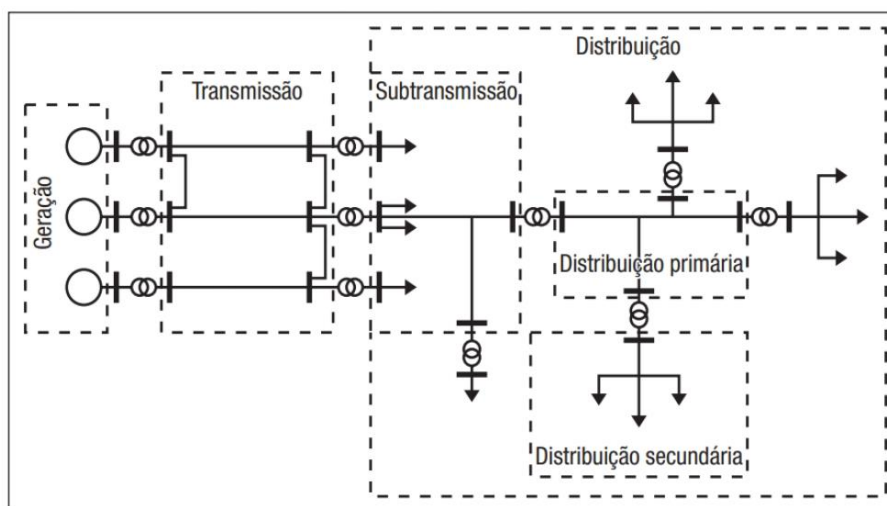 Distribuição
Transmissão
Subtransmissão
Geração
Distribuição primária
Distribuição secundária